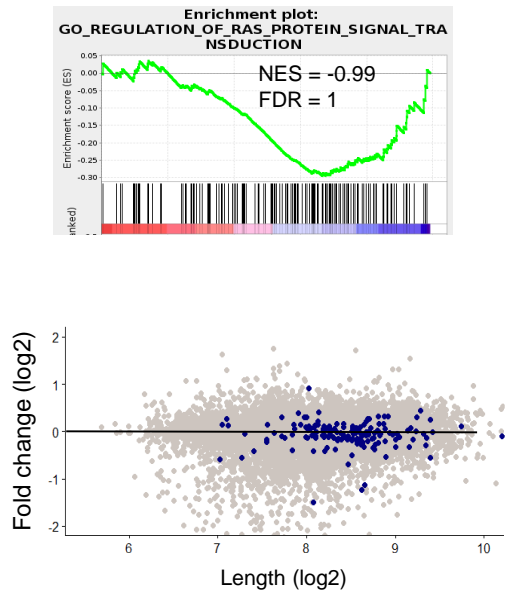 Enrichment plot:
GO_REGULATION_OF_RAS_PROTEIN_SIGNAL_TRA
NSDUCTION
Enrichment score (ES)
0.05
0.00
-0.05
-0.10
-0.15
-0.20
-0.25
-0.30
NES = -0.99
FDR = 1
nked)
Fold change (log2)
2
1
0
-1
-2
6
7
8
9
10
Length (log2)